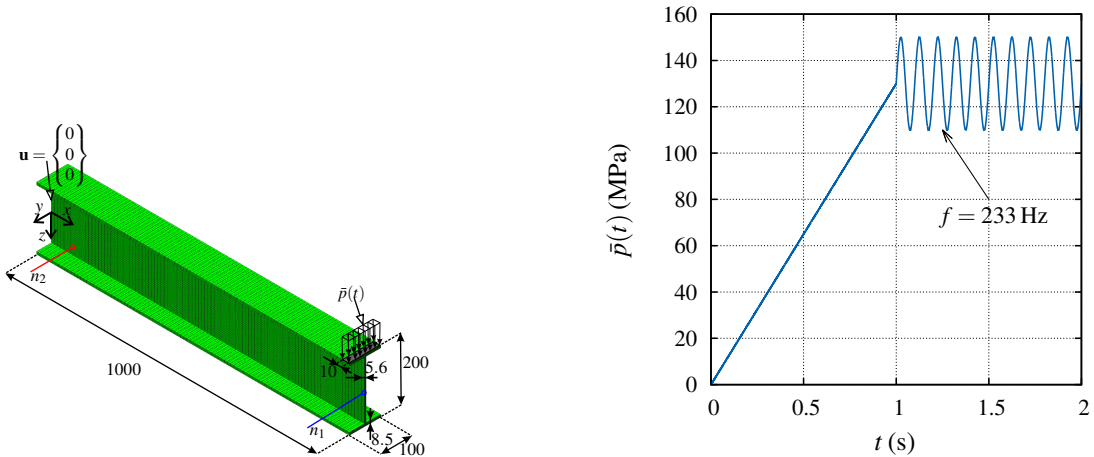 u = {0 0 0}
y
x
z
n₂
p̄(t)
10
5.6
200
1000
n₁
8.5
100
160
140
120
100
80
60
40
20
0
p̄(t) (MPa)
f = 233 Hz
0
0.5
1
1.5
2
t (s)